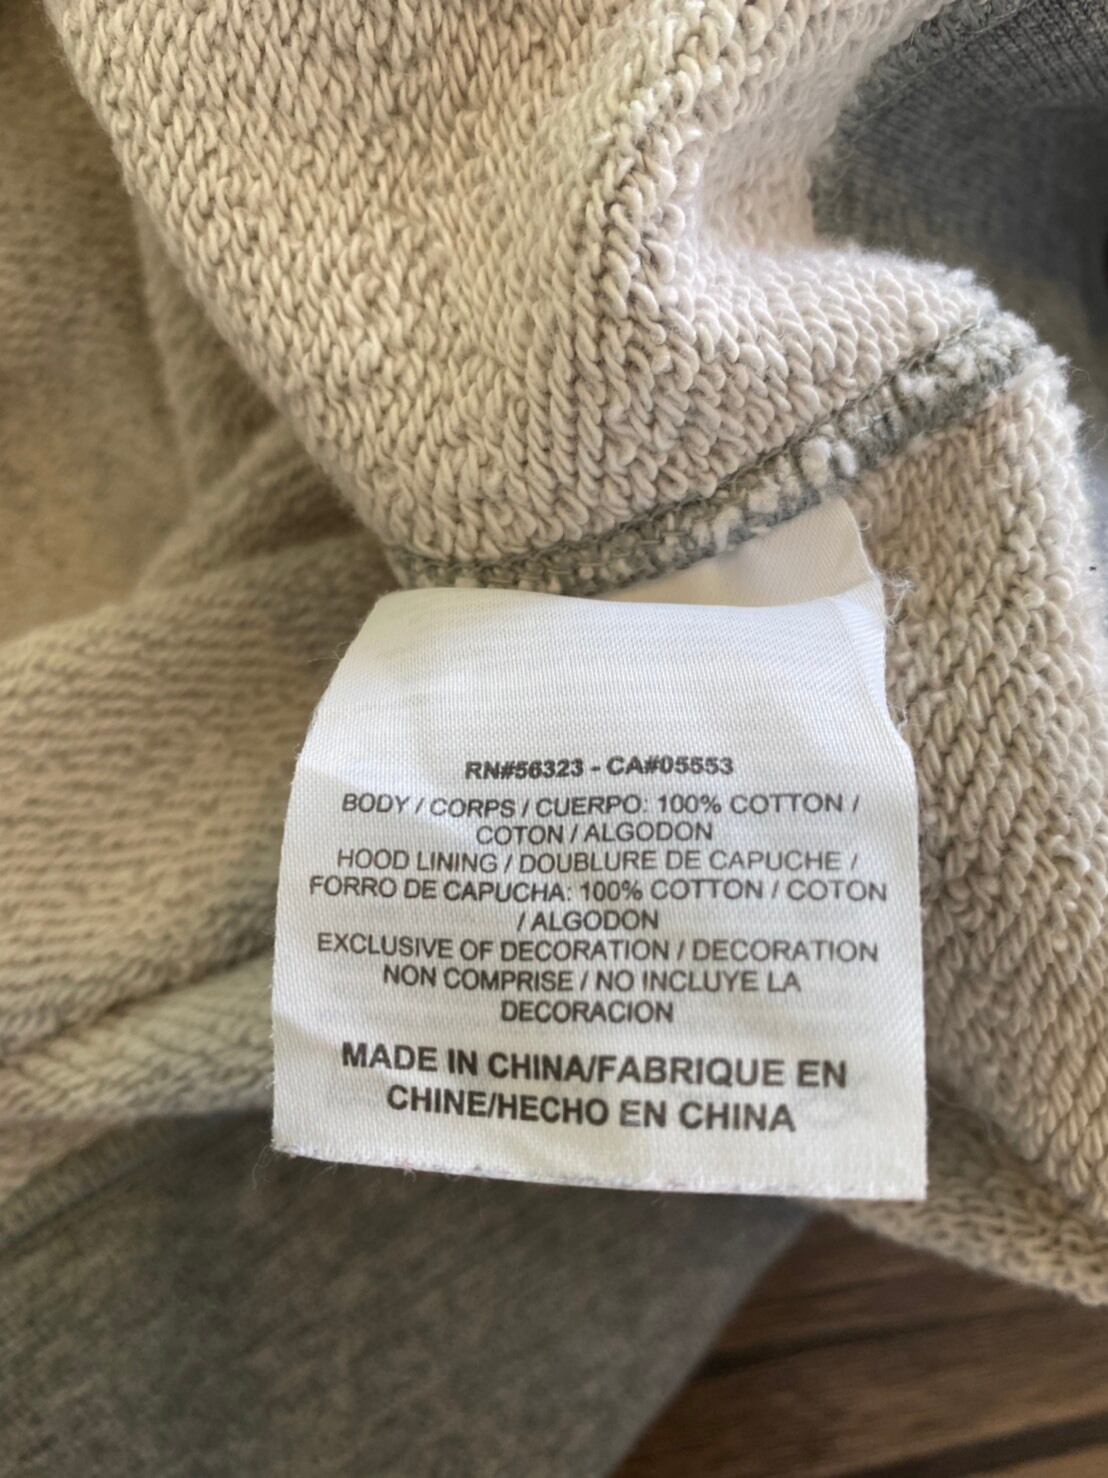 RN#56323 - CA#05553
BODY / CORPS / CUERPO: 100% COTTON /
COTON / ALGODON
HOOD LINING / DOUBLURE DE CAPUCHE /
FORRO DE CAPUCHA: 100% COTTON / COTON
/ ALGODON
EXCLUSIVE OF DECORATION / DECORATION
NON COMPRISE / NO INCLUYE LA
DECORACION
MADE IN CHINA/FABRIQUE EN
CHINE/HECHO EN CHINA